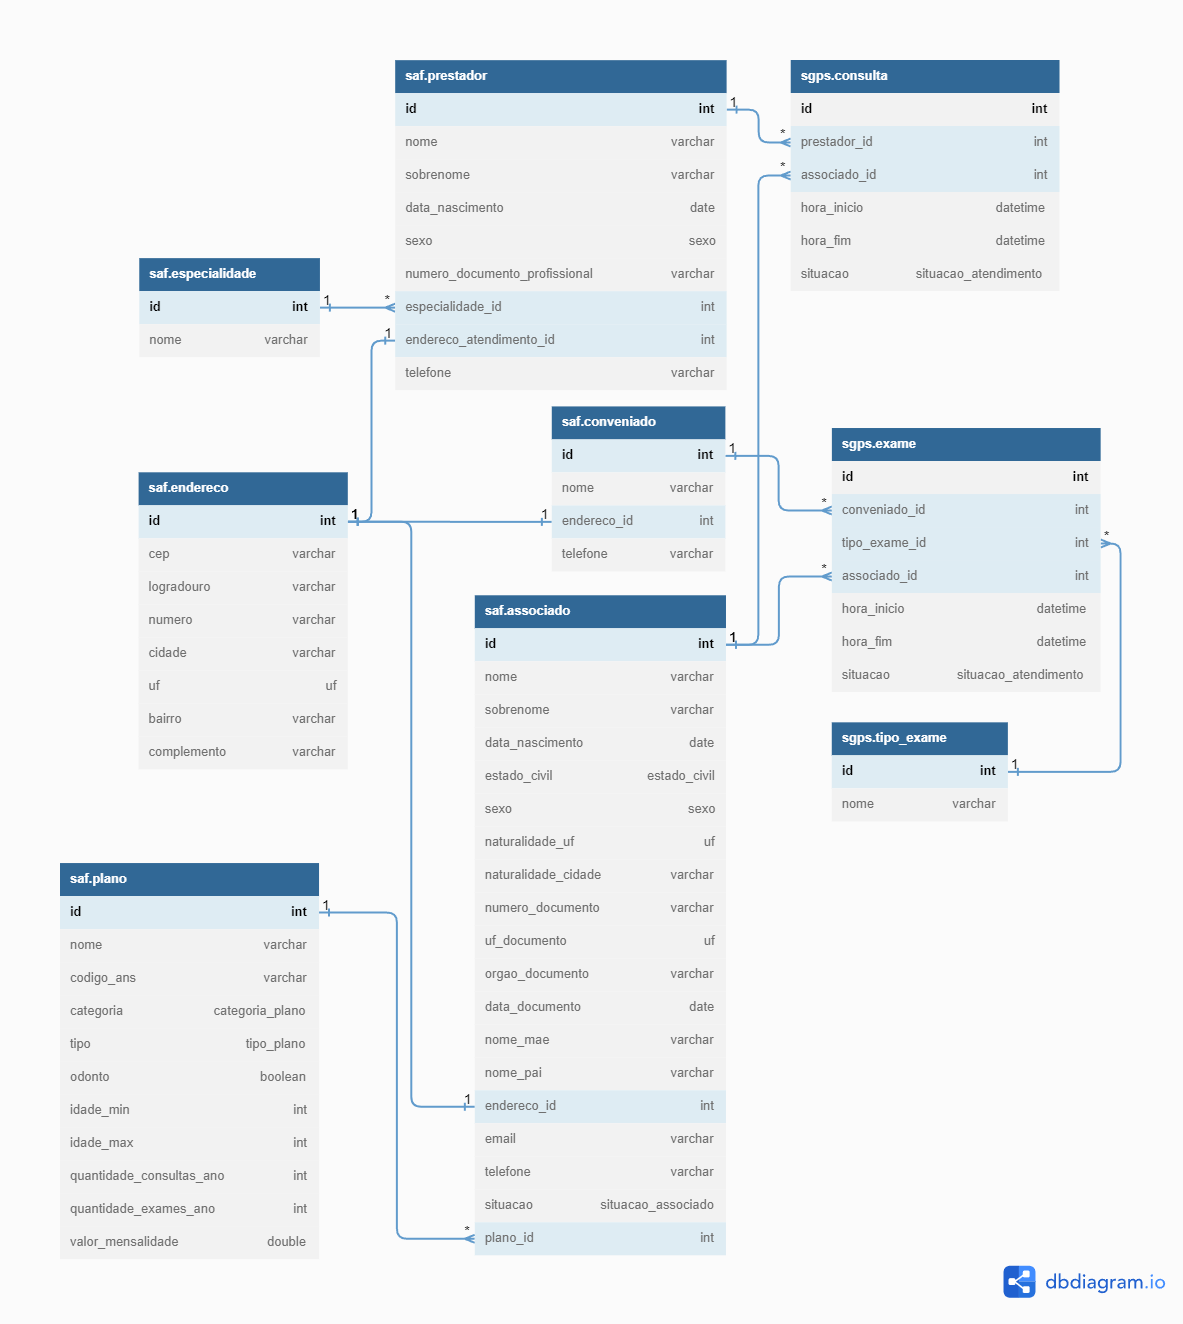 saf.prestador
id int
nome varchar
sobrenome varchar
data_nascimento date
sexo sexo
numero_documento_profissional varchar
especialidade_id int
endereco_atendimento_id int
telefone varchar
sgps.consulta
id int
prestador_id int
associado_id int
hora_inicio datetime
hora_fim datetime
situacao situacao_atendimento
saf.especialidade
id int
nome varchar
saf.conveniado
id int
nome varchar
endereco_id int
telefone varchar
sgps.exame
id int
conveniado_id int
tipo_exame_id int
associado_id int
hora_inicio datetime
hora_fim datetime
situacao situacao_atendimento
saf.endereco
id int
cep varchar
logradouro varchar
numero varchar
cidade varchar
uf uf
bairro varchar
complemento varchar
saf.associado
id int
nome varchar
sobrenome varchar
data_nascimento date
estado_civil estado_civil
sexo sexo
naturalidade_uf uf
naturalidade_cidade varchar
numero_documento varchar
uf_documento uf
orgao_documento varchar
data_documento date
nome_mae varchar
nome_pai varchar
endereco_id int
email varchar
telefone varchar
situacao situacao_associado
plano_id int
sgps.tipo_exame
id int
nome varchar
saf.plano
id int
nome varchar
codigo_ans varchar
categoria categoria_plano
tipo tipo_plano
odonto boolean
idade_min int
idade_max int
quantidade_consultas_ano int
quantidade_exames_ano int
valor_mensalidade double
1
*
*
1
*
1
1
*
1
1
*
*
1
1
1
1
*
dbdiagram.io